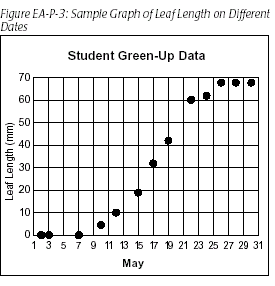 Figure EA-P-3: Sample Graph of Leaf Length on Different
Dates
Student Green-Up Data
70
60
50
40
30
20
10
0
Leaf Length (mm)
1 3 5 7 9 11 13 15 17 19 21 23 25 27 29 31
May